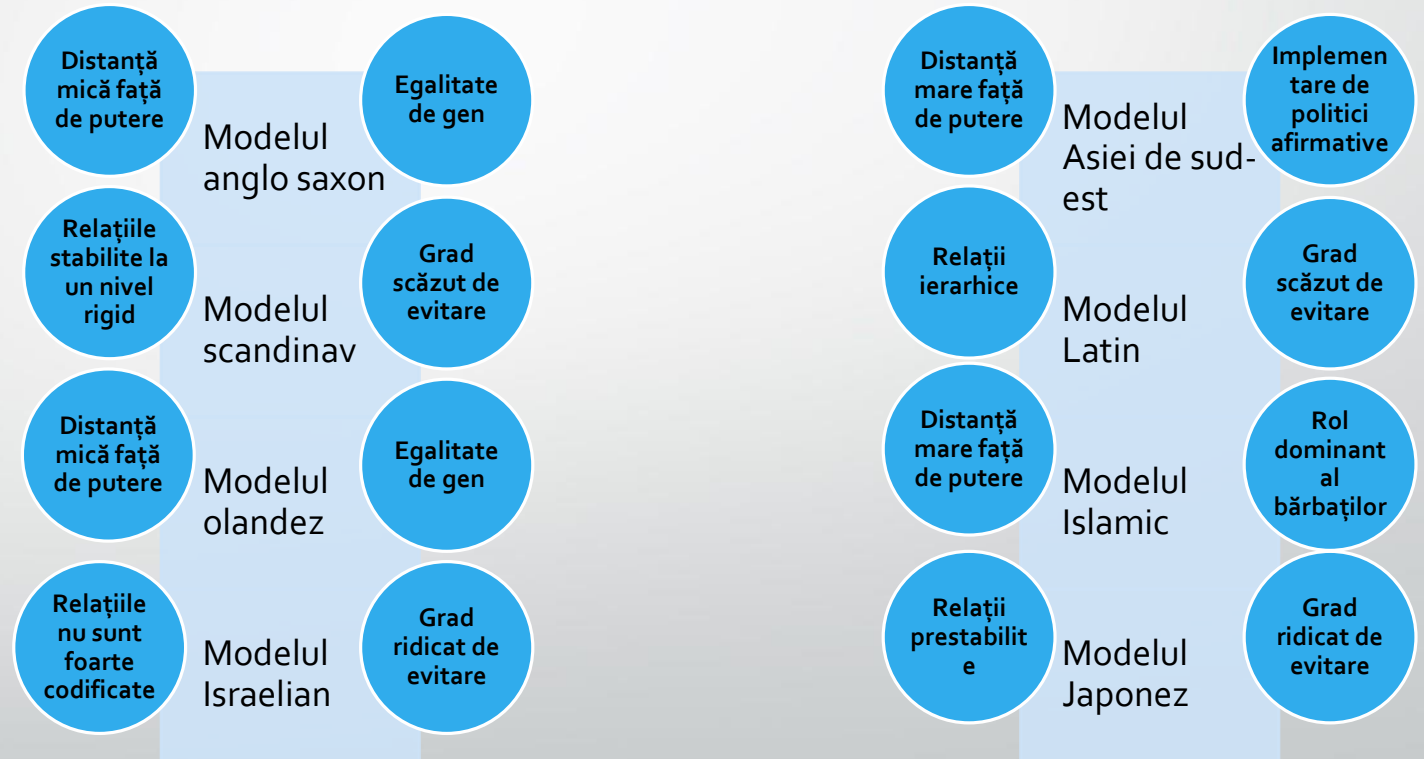 Distanță
mică față
de putere
Modelul
anglo saxon
Egalitate
de gen
Relațiile
stabilite la
un nivel
rigid
Modelul
scandinav
Grad
scăzut de
evitare
Distanță
mică față
de putere
Modelul
olandez
Egalitate
de gen
Relațiile
nu sunt
foarte
codificate
Modelul
Israelian
Grad
ridicat de
evitare
Distanță
mare față
de putere
Modelul
Asiei de sud-
est
Implemen
tare de
politici
afirmative
Relații
ierarhice
Modelul
Latin
Grad
scăzut de
evitare
Distanță
mare față
de putere
Modelul
Islamic
Rol
dominant
al
bărbaților
Relații
prestabilit
e
Modelul
Japonez
Grad
ridicat de
evitare